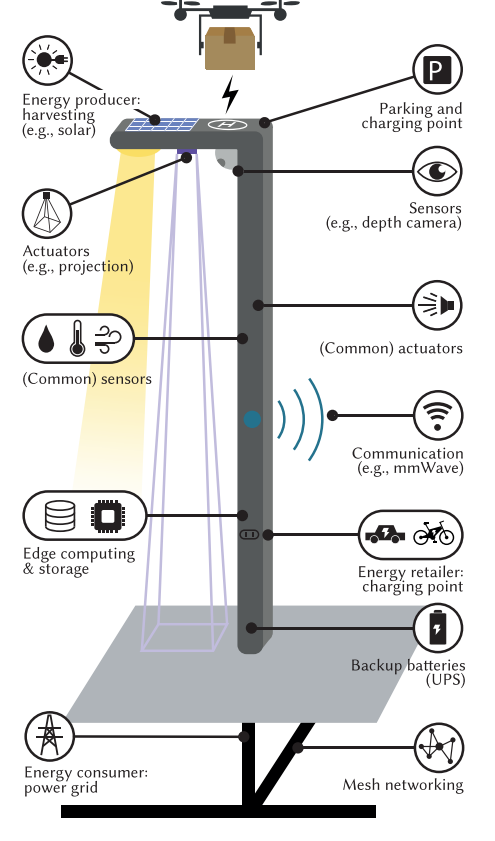 H
P
Energy producer:
harvesting
(e.g., solar)
Parking and
charging point
Sensors
(e.g., depth camera)
Actuators
(e.g., projection)
(Common) actuators
(Common) sensors
Communication
(e.g., mmWave)
Edge computing
& storage
Energy retailer:
charging point
Backup batteries
(UPS)
Energy consumer:
power grid
Mesh networking